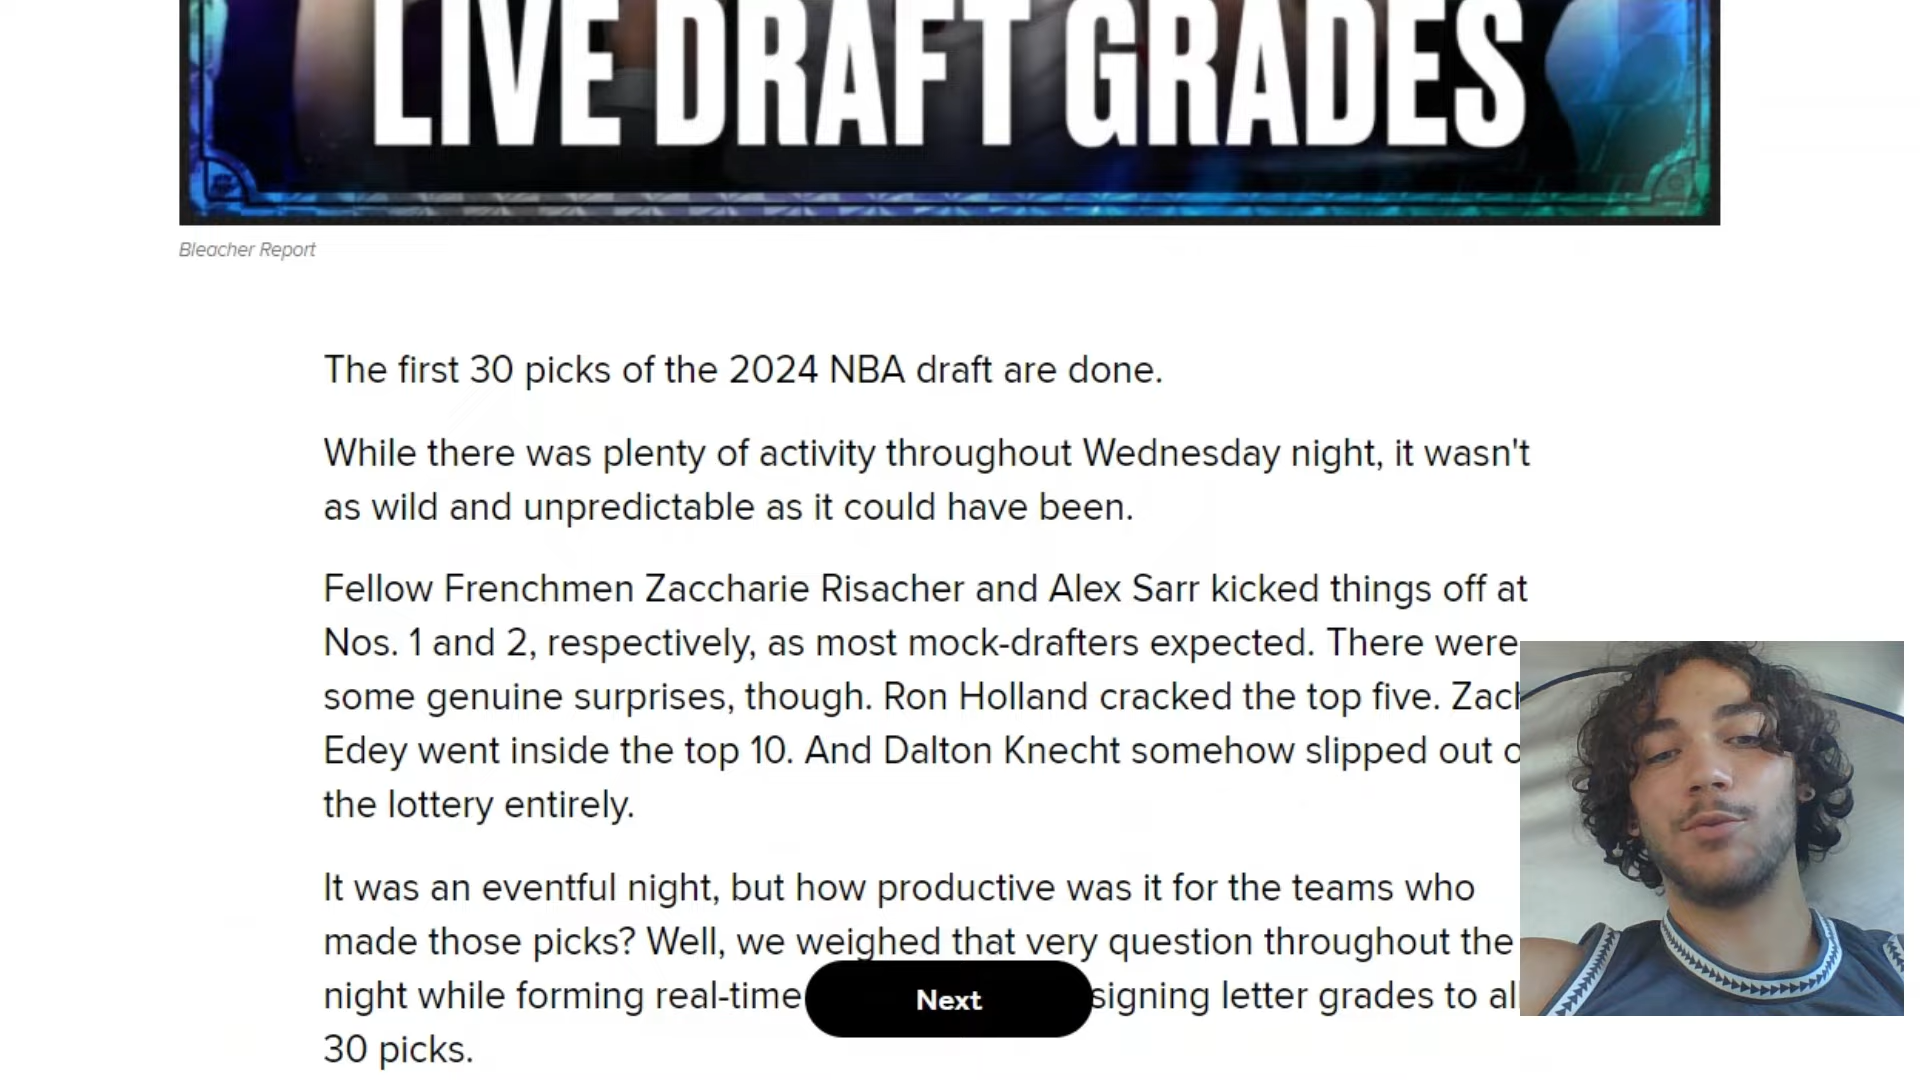 LIVE DRAFT GRADES
Bleacher Report
The first 30 picks of the 2024 NBA draft are done.
While there was plenty of activity throughout Wednesday night, it wasn't
as wild and unpredictable as it could have been.
Fellow Frenchmen Zaccharie Risacher and Alex Sarr kicked things off at
Nos. 1 and 2, respectively, as most mock-drafters expected. There were
some genuine surprises, though. Ron Holland cracked the top five. Zach
Edey went inside the top 10. And Dalton Knecht somehow slipped out
the lottery entirely.
It was an eventful night, but how productive was it for the teams who
made those picks? Well, we weighed that very question throughout the
night while forming real-time signing letter grades to all
30 picks.
Next